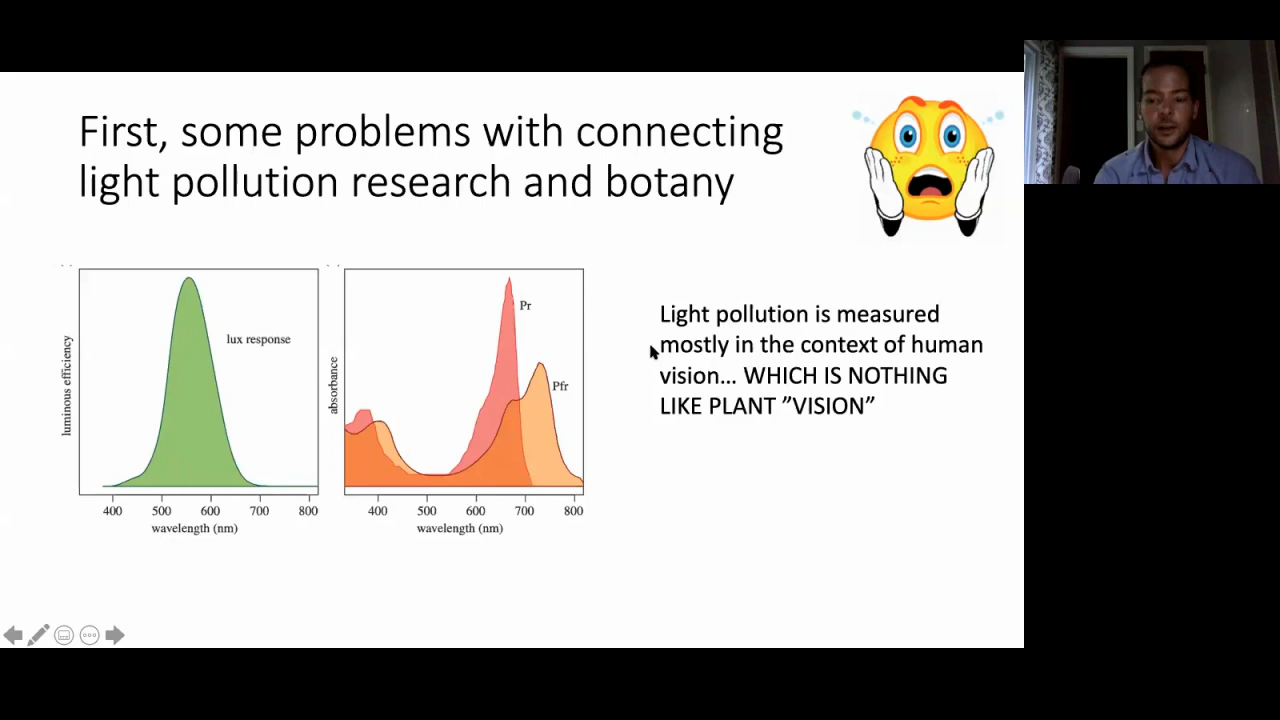 First, some problems with connecting
light pollution research and botany
luminous efficiency
lux response
400 500 600 700 800
wavelength (nm)
absorbance
Pr
Pfr
400 500 600 700 800
wavelength (nm)
Light pollution is measured
mostly in the context of human
vision... WHICH IS NOTHING
LIKE PLANT ”VISION”